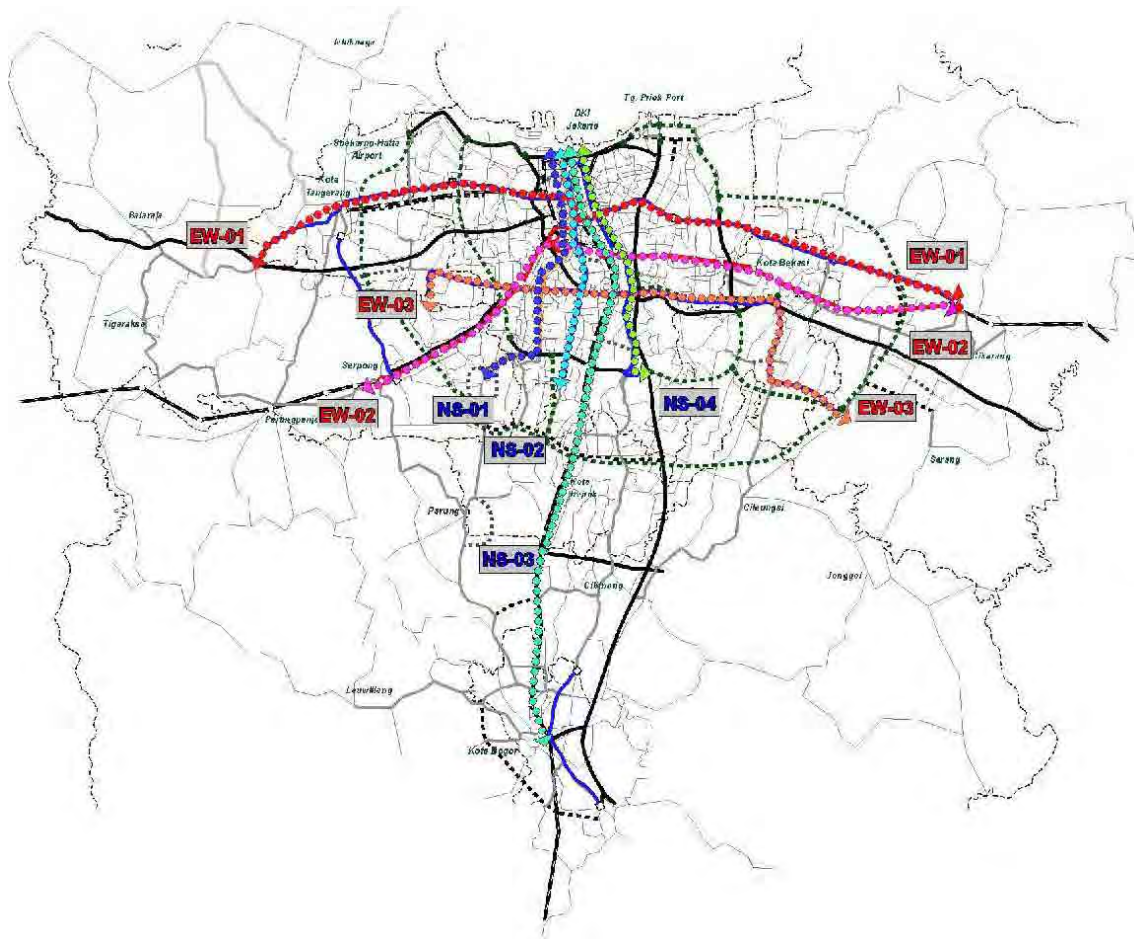 Tg. Priok Port
DKI
Jakarta
Soekarno-Hatta
Airport
Kota
Tangerang
Balaraja
EW-01
EW-01
Kota Bekasi
EW-03
Tigaraksa
EW-02
Cikarang
Serpong
EW-02
NS-01
NS-04
EW-03
NS-02
Serang
Kota
Depok
Parung
Cileungsi
NS-03
Cibinong
Jonggol
Leuwiliang
Kota Bogor